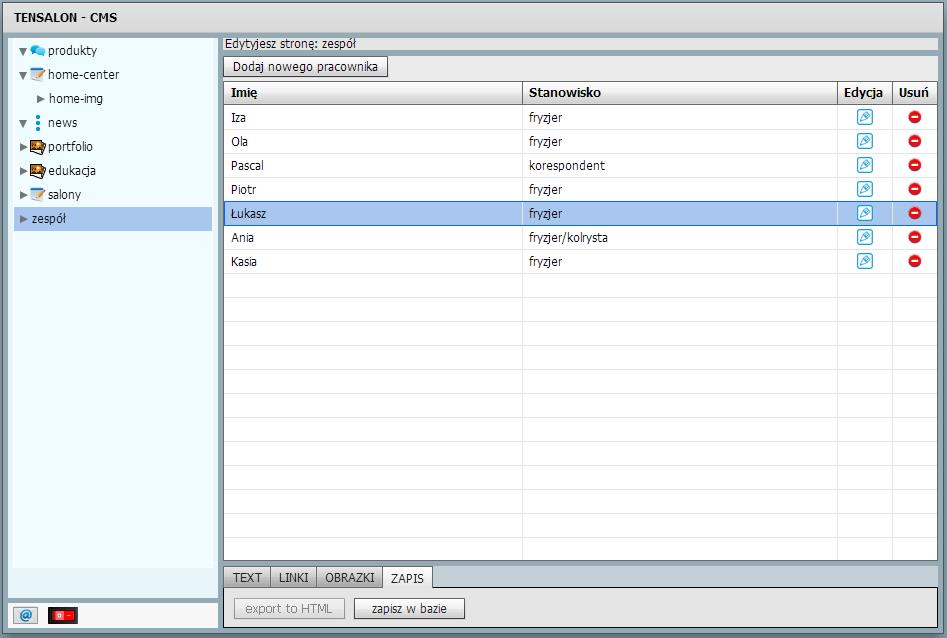 TENSALON - CMS
produkty
home-center
home-img
news
portfolio
edukacja
salony
zespół
Edytyjesz stronę: zespół
Dodaj nowego pracownika
Imię Stanowisko Edycja Usuń
Iza fryzjer
Ola fryzjer
Pascal korespondent
Piotr fryzjer
Łukasz fryzjer
Ania fryzjer/kolrysta
Kasia fryzjer
TEXT LINKI OBRAZKI ZAPIS
export to HTML zapisz w bazie
@